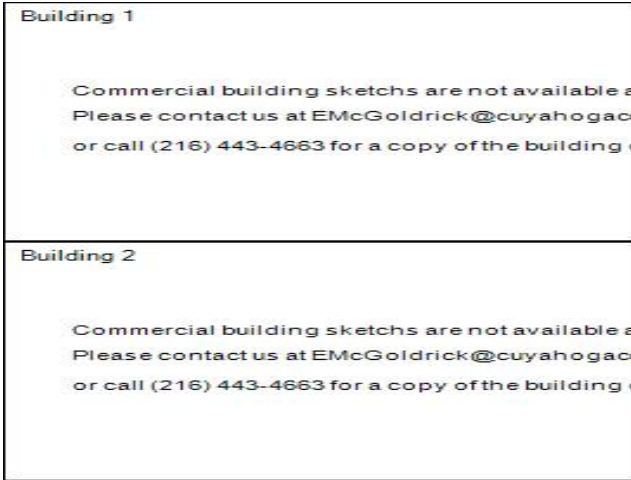 Building 1
Commercial building sketchs are not available a
Please contact us at EMcGoldrick@cuyahogac
or call (216) 443-4663 for a copy of the building
Building 2
Commercial building sketchs are not available a
Please contact us at EMcGoldrick@cuyahogac
or call (216) 443-4663 for a copy of the building